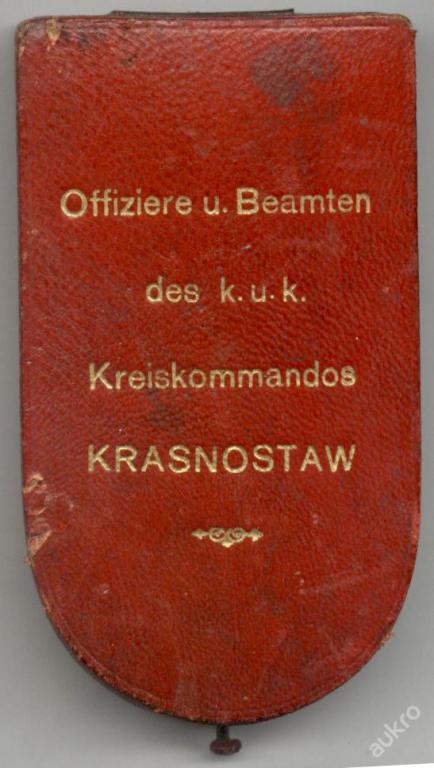 Offiziere u. Beamten
des k.u.k.
Kreiskommandos
KRASNOSTAW
aukro